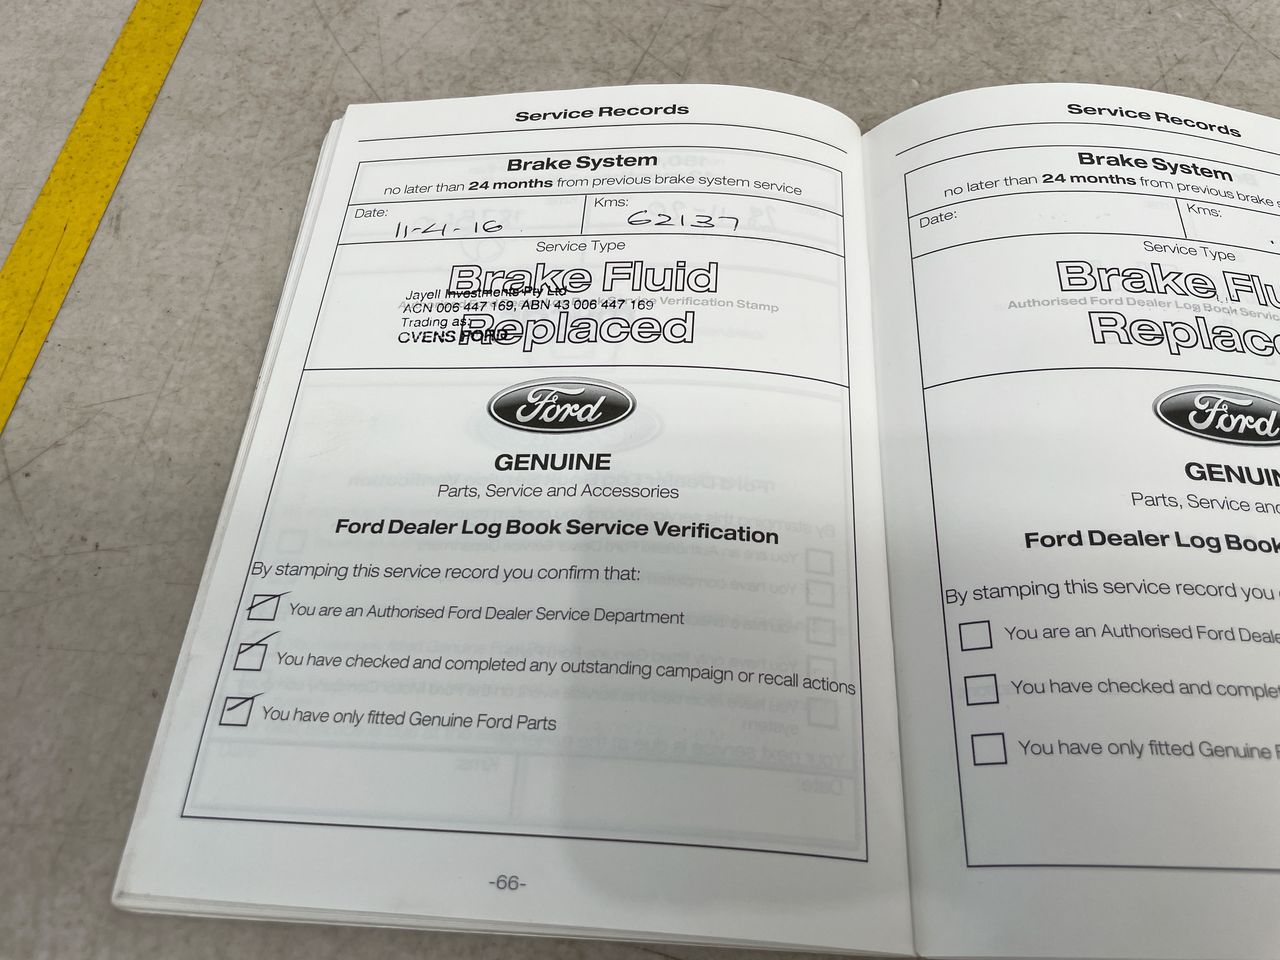 Service Records
Brake System
no later than 24 months from previous brake system service
Date:
11-4-16
Kms:
62137
Service Type
Brake Fluid
Jayell Investments Pty Ltd
ACN 006 447 169, ABN 43 006 447 169
Service Verification Stamp
Trading as:
OVENS FORD
Replaced
Ford
GENUINE
Parts, Service and Accessories
Ford Dealer Log Book Service Verification
By stamping this service record you confirm that:
You are an Authorised Ford Dealer Service Department
You have checked and completed any outstanding campaign or recall actions
You have only fitted Genuine Ford Parts
-66-
Service Records
Brake System
no later than 24 months from previous brake
Date:
Kms:
Service Type
Brake
Authorised Ford Dealer Log Book
Ford
Parts, Service
Ford Dealer Log Book
By stamping this service record you
You are an Authorised Ford
You have checked and
You have only fitted Genuine